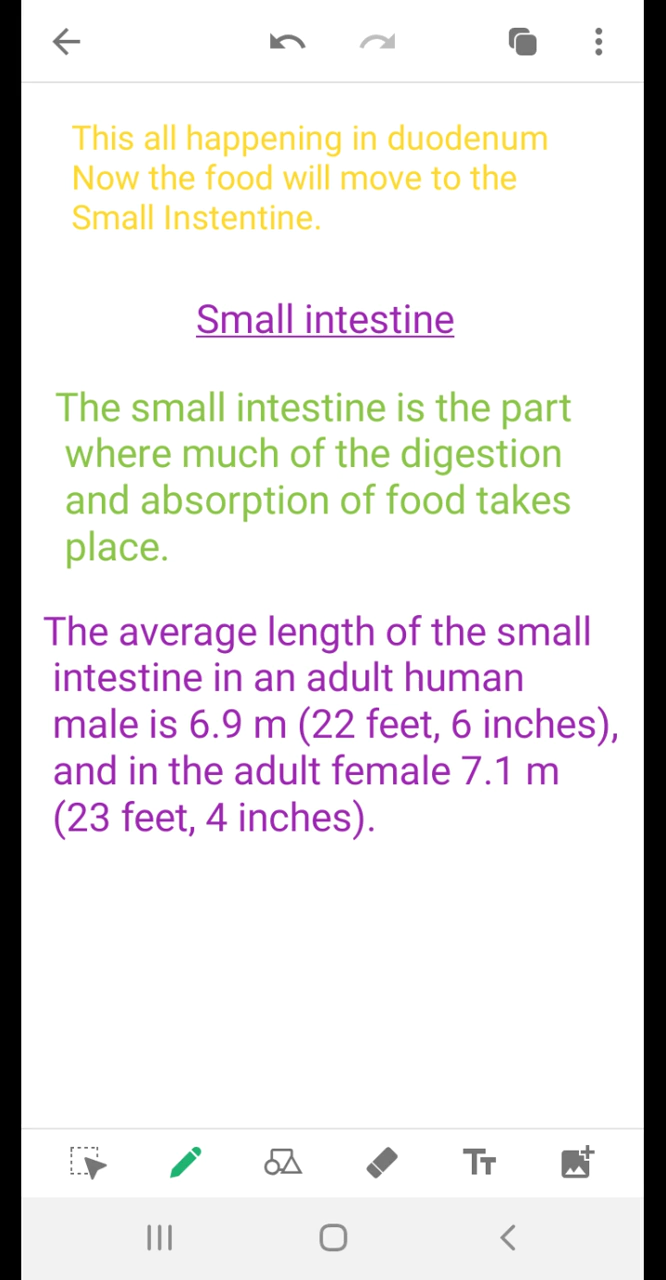 This all happening in duodenum
Now the food will move to the
Small Instentine.
Small intestine
The small intestine is the part
where much of the digestion
and absorption of food takes
place.
The average length of the small
intestine in an adult human
male is 6.9 m (22 feet, 6 inches),
and in the adult female 7.1 m
(23 feet, 4 inches).